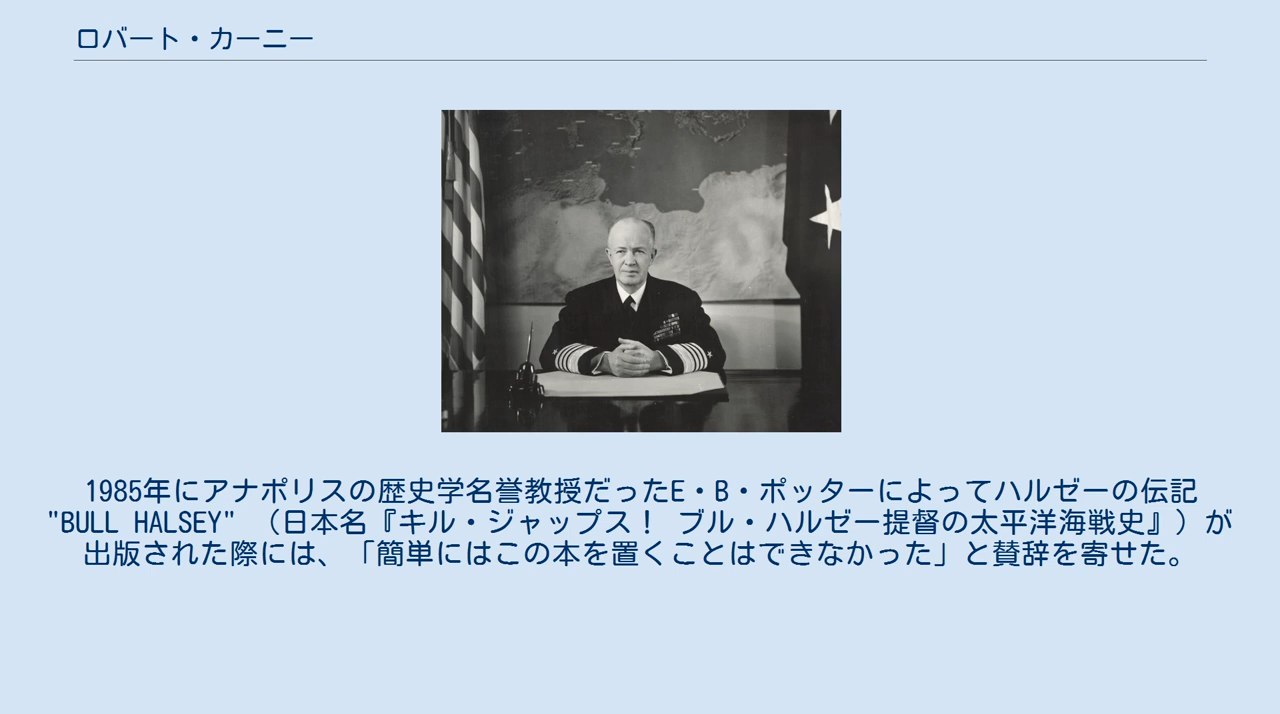 ロバート・カーニー
1985年にアナポリスの歴史学名誉教授だったE・B・ポッターによってハルゼーの伝記
"BULL HALSEY" （日本名『キル・ジャップス！ ブル・ハルゼー提督の太平洋海戦史』）が
出版された際には、「簡単にはこの本を置くことはできなかった」と賛辞を寄せた。